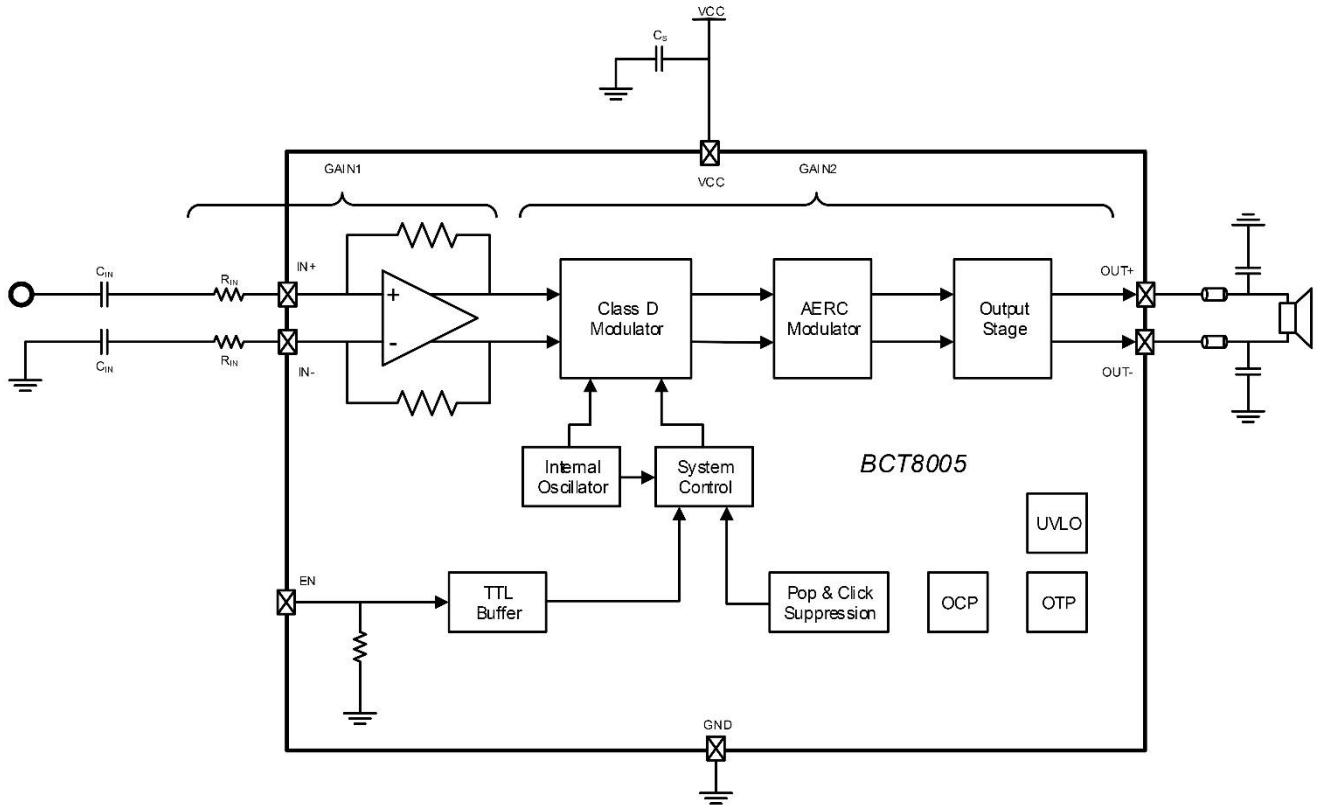 VCC
Cs
GAIN1
VCC
GAIN2
CIN
RIN
IN+
+
Class D
Modulator
AERC
Modulator
Output
Stage
OUT+
CIN
RIN
IN-
-
OUT-
Internal
Oscillator
System
Control
BCT8005
UVLO
EN
TTL
Buffer
Pop & Click
Suppression
OCP
OTP
GND